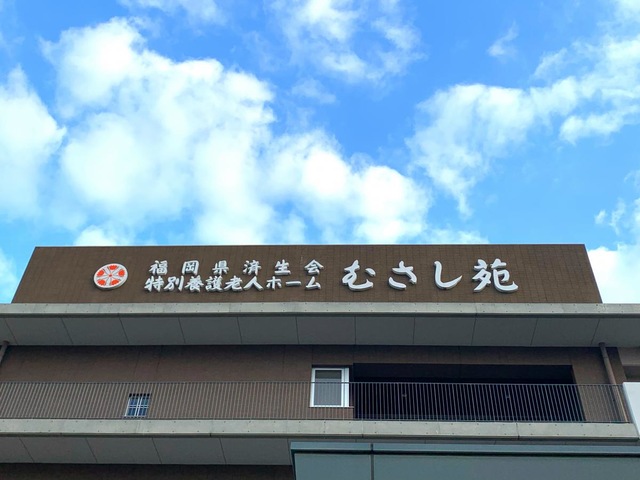 福岡県済生会
特別養護老人ホーム
むさし苑